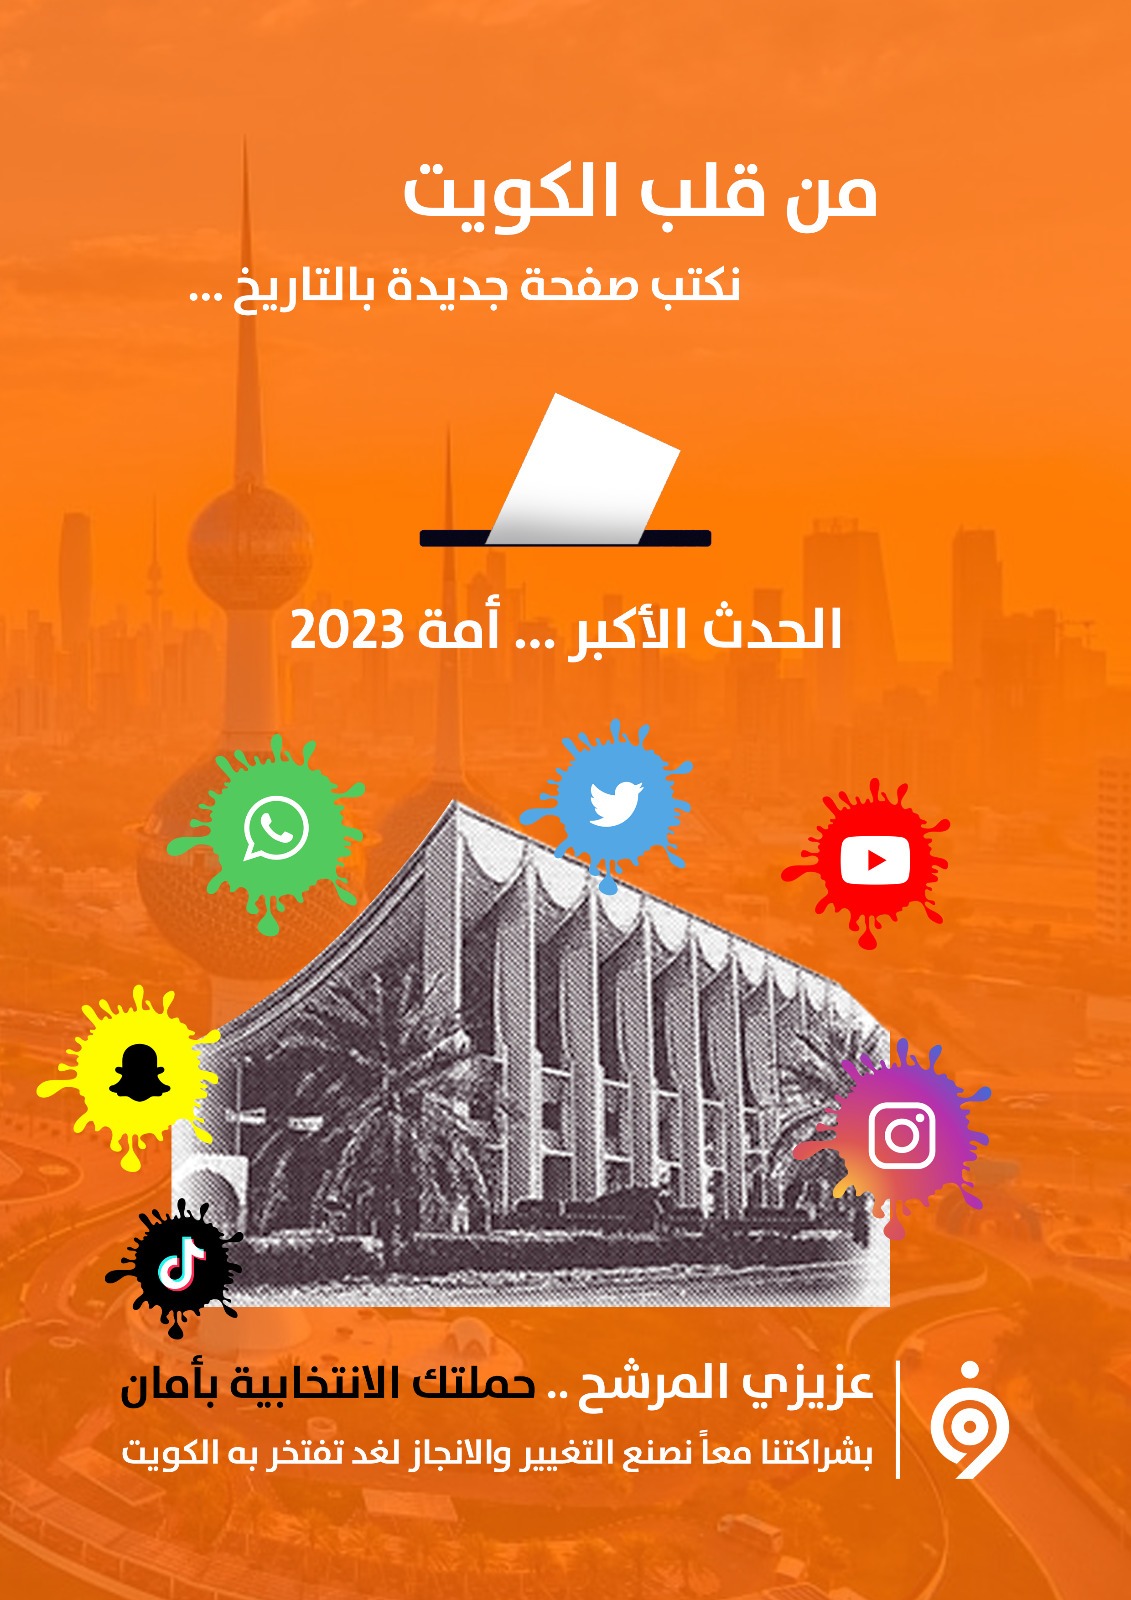 من قلب الكويت
نكتب صفحة جديدة بالتاريخ ...
الحدث الأكبر ... أمة 2023
عزيزي المرشح .. حملتك الانتخابية بأمان
بشراكتنا معاً نصنع التغيير والانجاز لغد تفتخر به الكويت